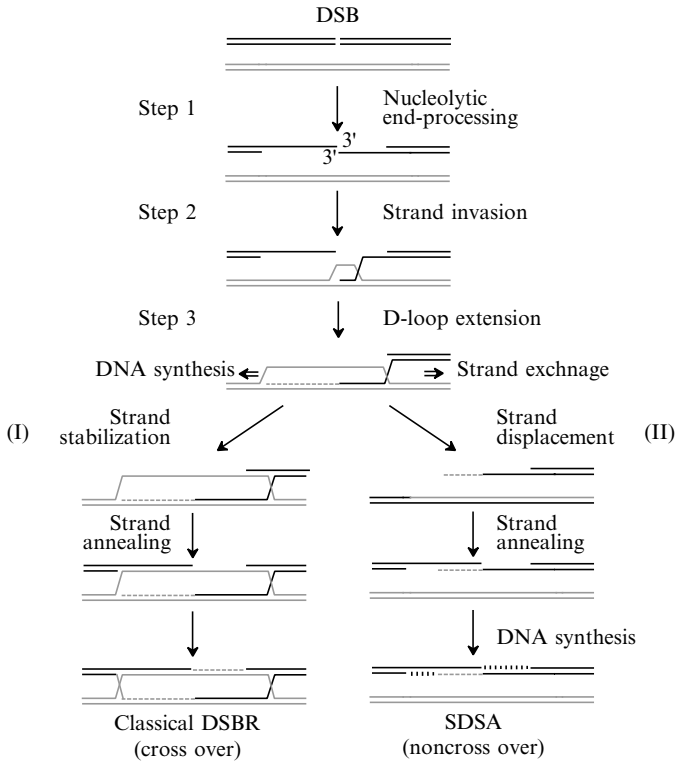 DSB
Step 1
Nucleolytic
end-processing
3'
3'
Step 2
Strand invasion
Step 3
D-loop extension
DNA synthesis
Strand exchnage
(I)
Strand
stabilization
Strand
displacement
(II)
Strand
annealing
Strand
annealing
DNA synthesis
Classical DSBR
(cross over)
SDSA
(noncross over)